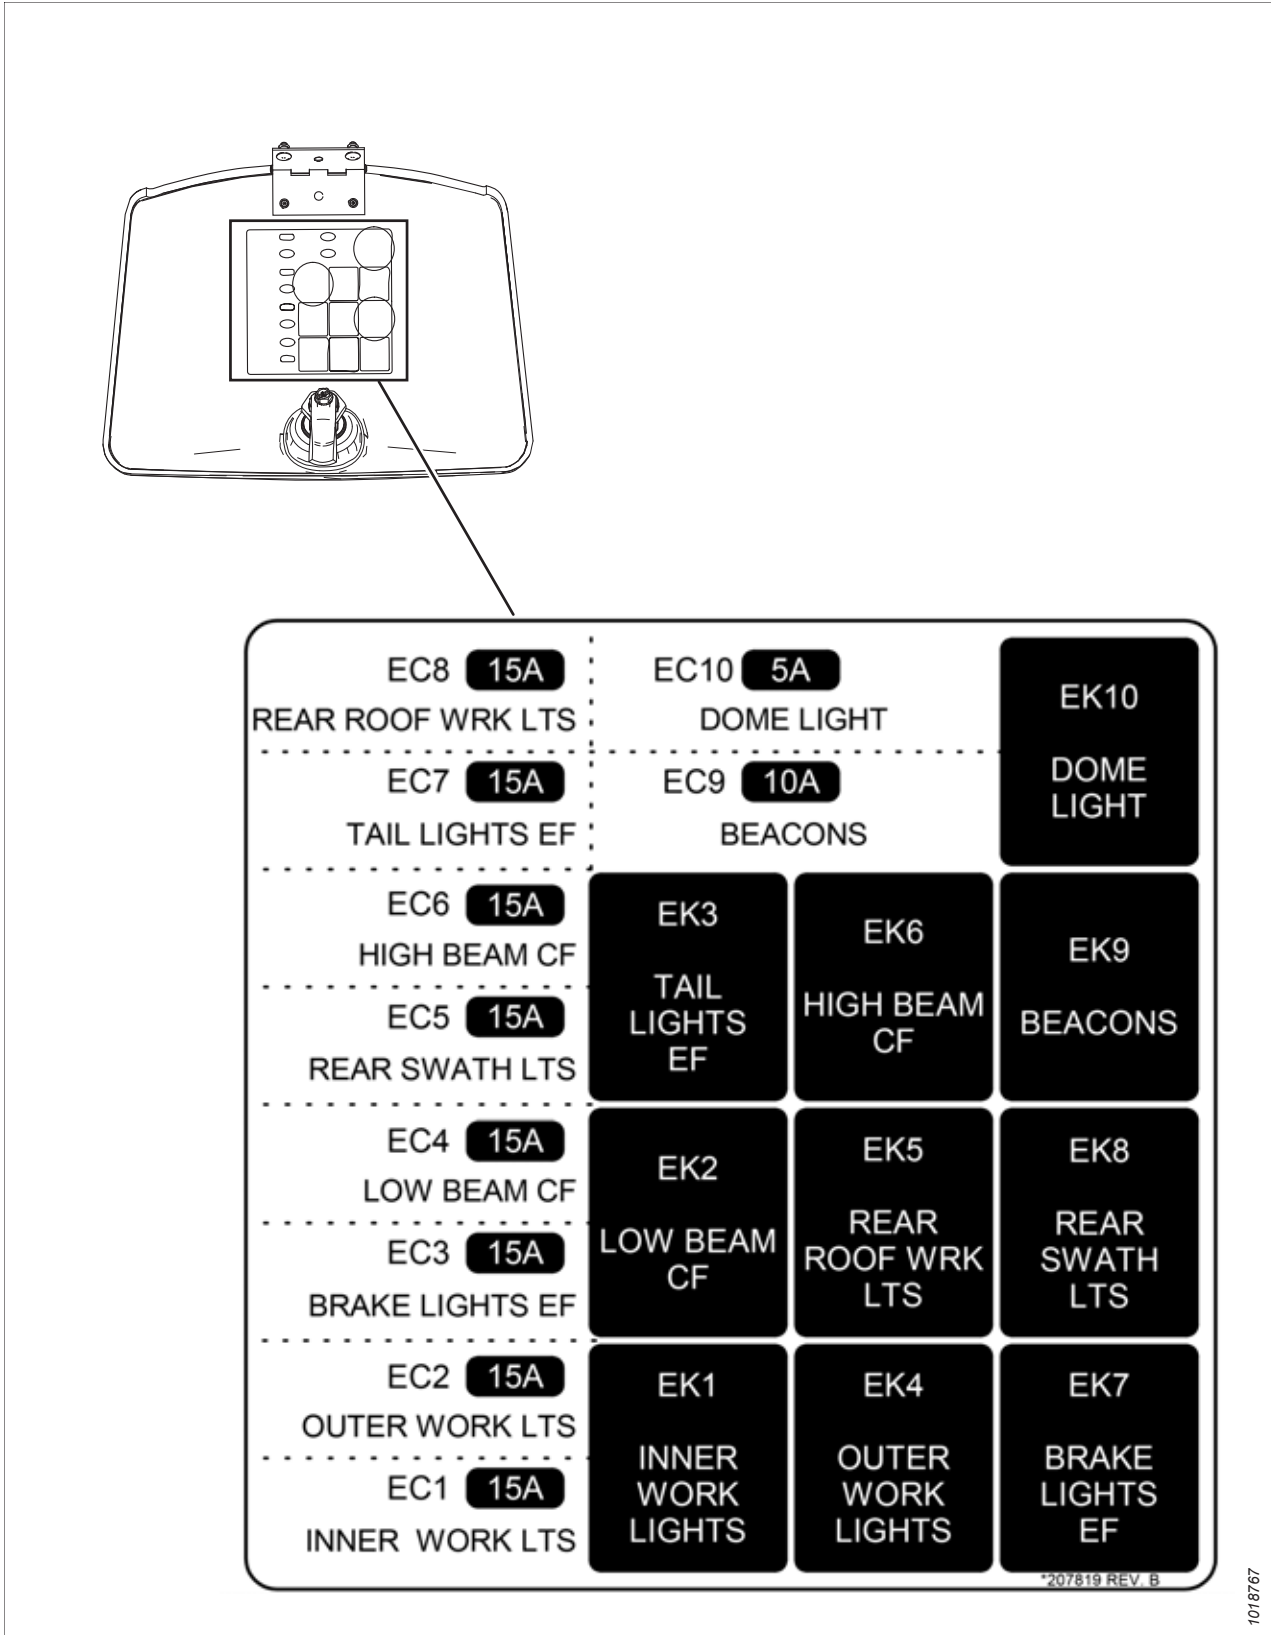 EC8 15A
REAR ROOF WRK LTS
EC10 5A
DOME LIGHT
EK10
DOME
LIGHT
EC7 15A
TAIL LIGHTS EF
EC9 10A
BEACONS
EC6 15A
HIGH BEAM CF
EC5 15A
REAR SWATH LTS
EK3
TAIL
LIGHTS
EF
EK6
HIGH BEAM
CF
EK9
BEACONS
EC4 15A
LOW BEAM CF
EC3 15A
BRAKE LIGHTS EF
EK2
LOW BEAM
CF
EK5
REAR
ROOF WRK
LTS
EK8
REAR
SWATH
LTS
EC2 15A
OUTER WORK LTS
EC1 15A
INNER WORK LTS
EK1
INNER
WORK
LIGHTS
EK4
OUTER
WORK
LIGHTS
EK7
BRAKE
LIGHTS
EF
*207819 REV. B
1018767